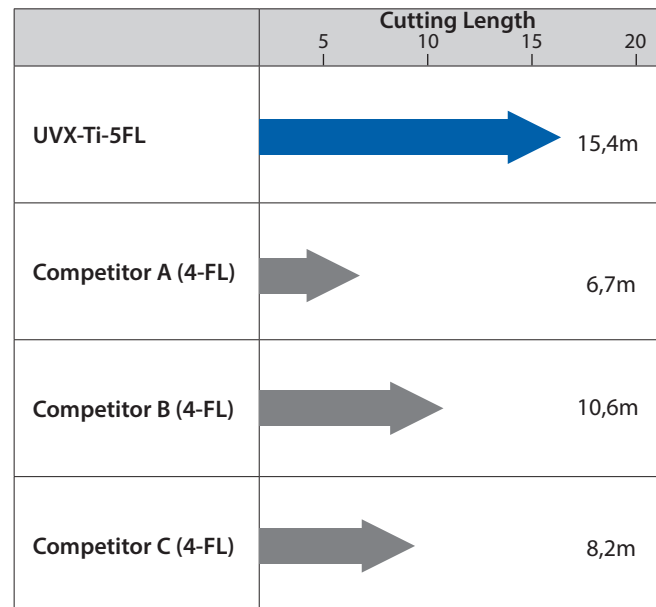 Cutting Length
5 10 15 20
UVX-Ti-5FL 15,4m
Competitor A (4-FL) 6,7m
Competitor B (4-FL) 10,6m
Competitor C (4-FL) 8,2m